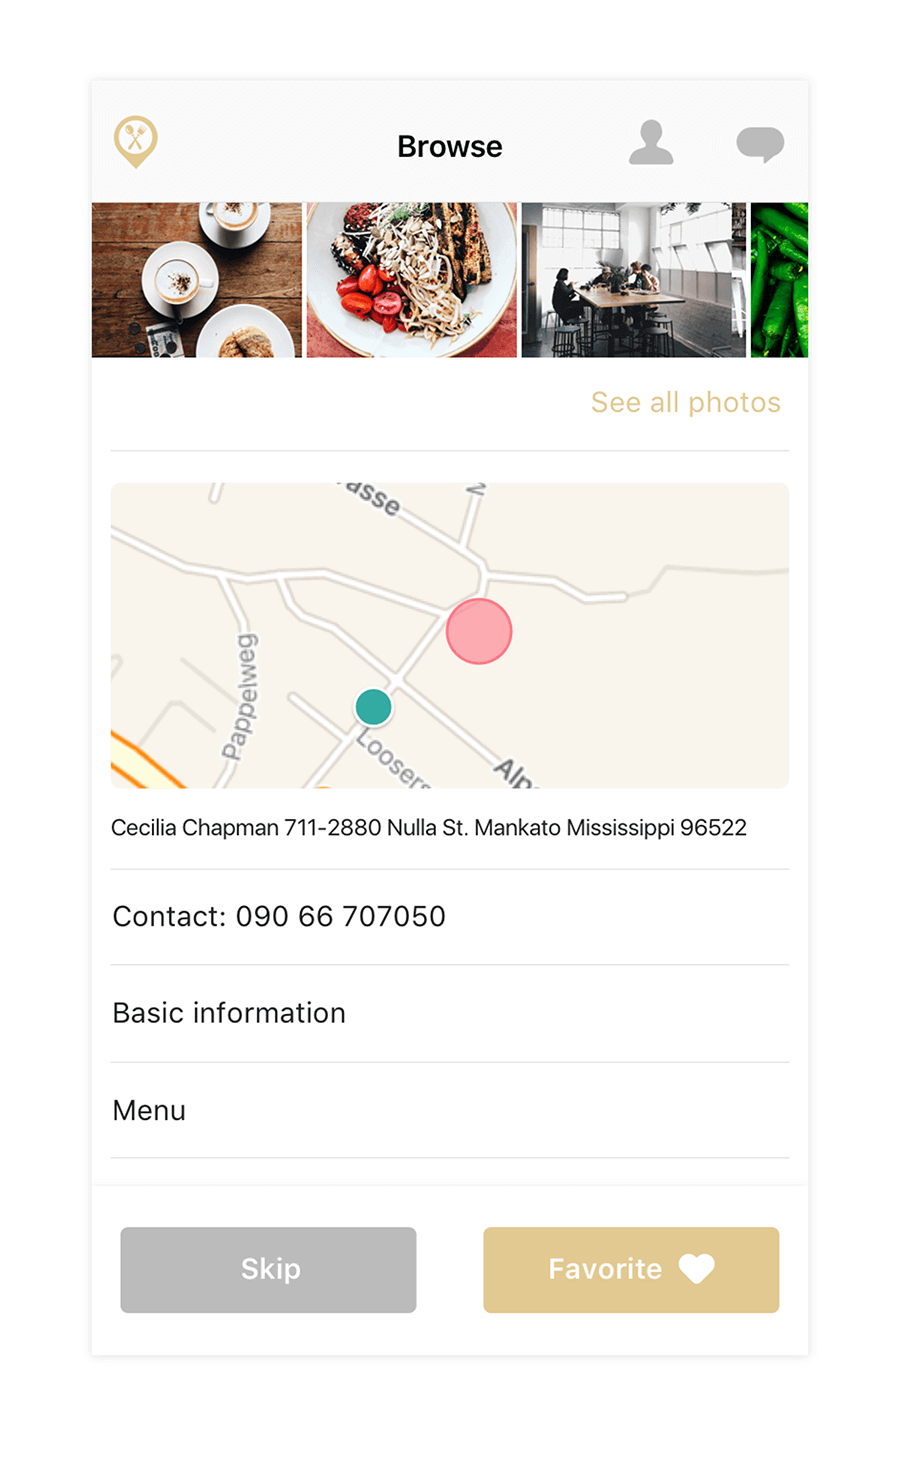 Browse
See all photos
asse
Pappelweg
Looser
Alp
Cecilia Chapman 711-2880 Nulla St. Mankato Mississippi 96522
Contact: 090 66 707050
Basic information
Menu
Skip
Favorite